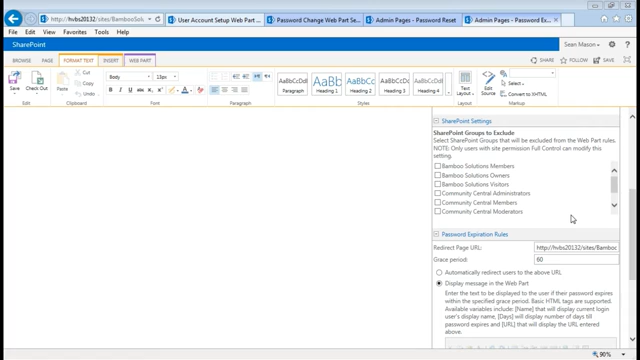 http://hvbs20132/sites/BambooSolu
User Account Setup Web Part ...
Password Change Web Part Se...
Admin Pages - Password Reset
Admin Pages - Password Ex...
File Edit View Favorites Tools Help
SharePoint
Sean Mason
BROWSE PAGE FORMAT TEXT INSERT WEB PART
SHARE FOLLOW SAVE
Save
Check Out
Paste
Cut
Copy
Undo
Body
13px
B I U
AaBbCcD
Paragraph
AaBb
Heading 1
AaBbCc
Heading 2
AaBbCcDc
Heading 3
AaBbCcD
Heading 4
Text
Layout
Edit
Source
Select
Convert to XHTML
Edit
Clipboard
Font
Paragraph
Styles
Layout
Markup
SharePoint Settings
SharePoint Groups to Exclude
Select SharePoint Groups that will be excluded from the Web Part rules.
NOTE: Only users with site permission Full Control can modify this
setting.
Bamboo Solutions Members
Bamboo Solutions Owners
Bamboo Solutions Visitors
Community Central Administrators
Community Central Members
Community Central Moderators
Password Expiration Rules
Redirect Page URL:
http://hvbs20132/sites/Bamboo
Grace period:
60
Automatically redirect users to the above URL
Display message in the Web Part
Enter the text to be displayed to the user if their password expires
within the specified grace period. Basic HTML tags are supported.
Available variables include: [Name] that will display current login
user's display name, [Days] will display number of days till
password expires and [URL] that will display the URL entered
above.
90%